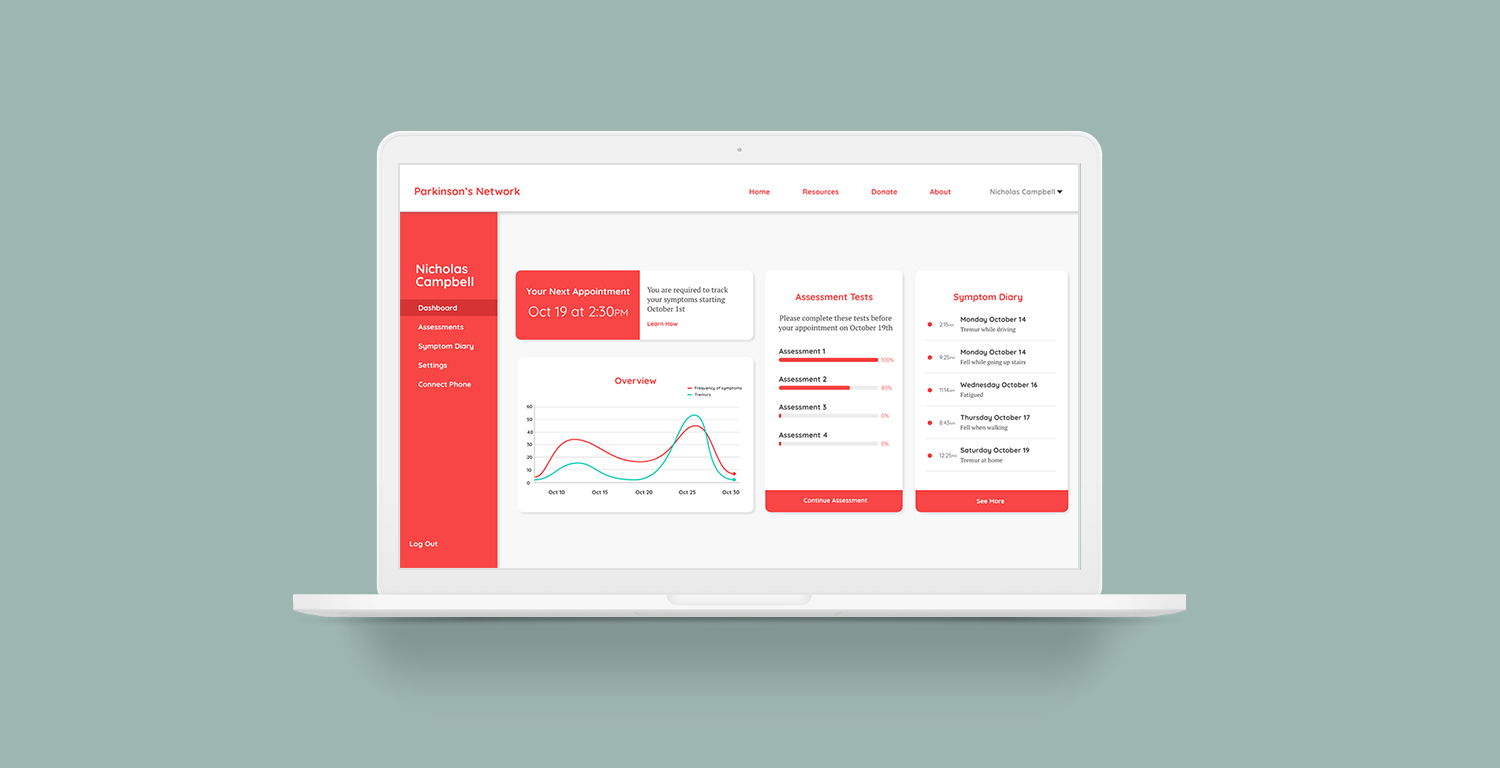 Parkinson's Network
Home
Resources
Donate
About
Nicholas Campbell
Nicholas
Campbell
Dashboard
Assessments
Symptom Diary
Settings
Connect Phone
Log Out
Your Next Appointment
Oct 19 at 2:30PM
You are required to track
your symptoms starting
October 1st
Learn How
Overview
Frequency of symptoms
Tremurs
60
50
40
30
20
10
0
Oct 10
Oct 15
Oct 20
Oct 25
Oct 30
Assessment Tests
Please complete these tests before
your appointment on October 19th
Assessment 1
100%
Assessment 2
80%
Assessment 3
0%
Assessment 4
0%
Continue Assessment
Symptom Diary
Monday October 14
2:15PM
Tremur while driving
Monday October 14
9:25PM
Fell while going up stairs
Wednesday October 16
11:14AM
Fatigued
Thursday October 17
8:43AM
Fell when walking
Saturday October 19
12:25PM
Tremur at home
See More